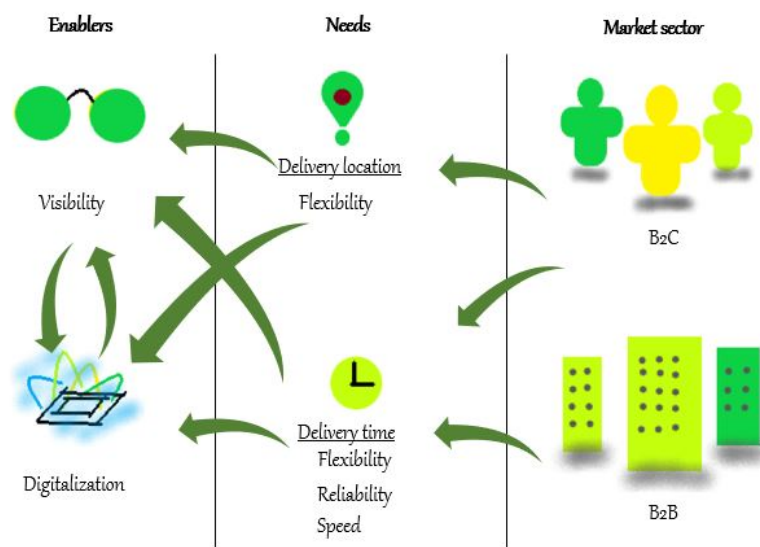 Enablers
Needs
Market sector
Visibility
Digitalization
Delivery location
Flexibility
Delivery time
Flexibility
Reliability
Speed
B2C
B2B